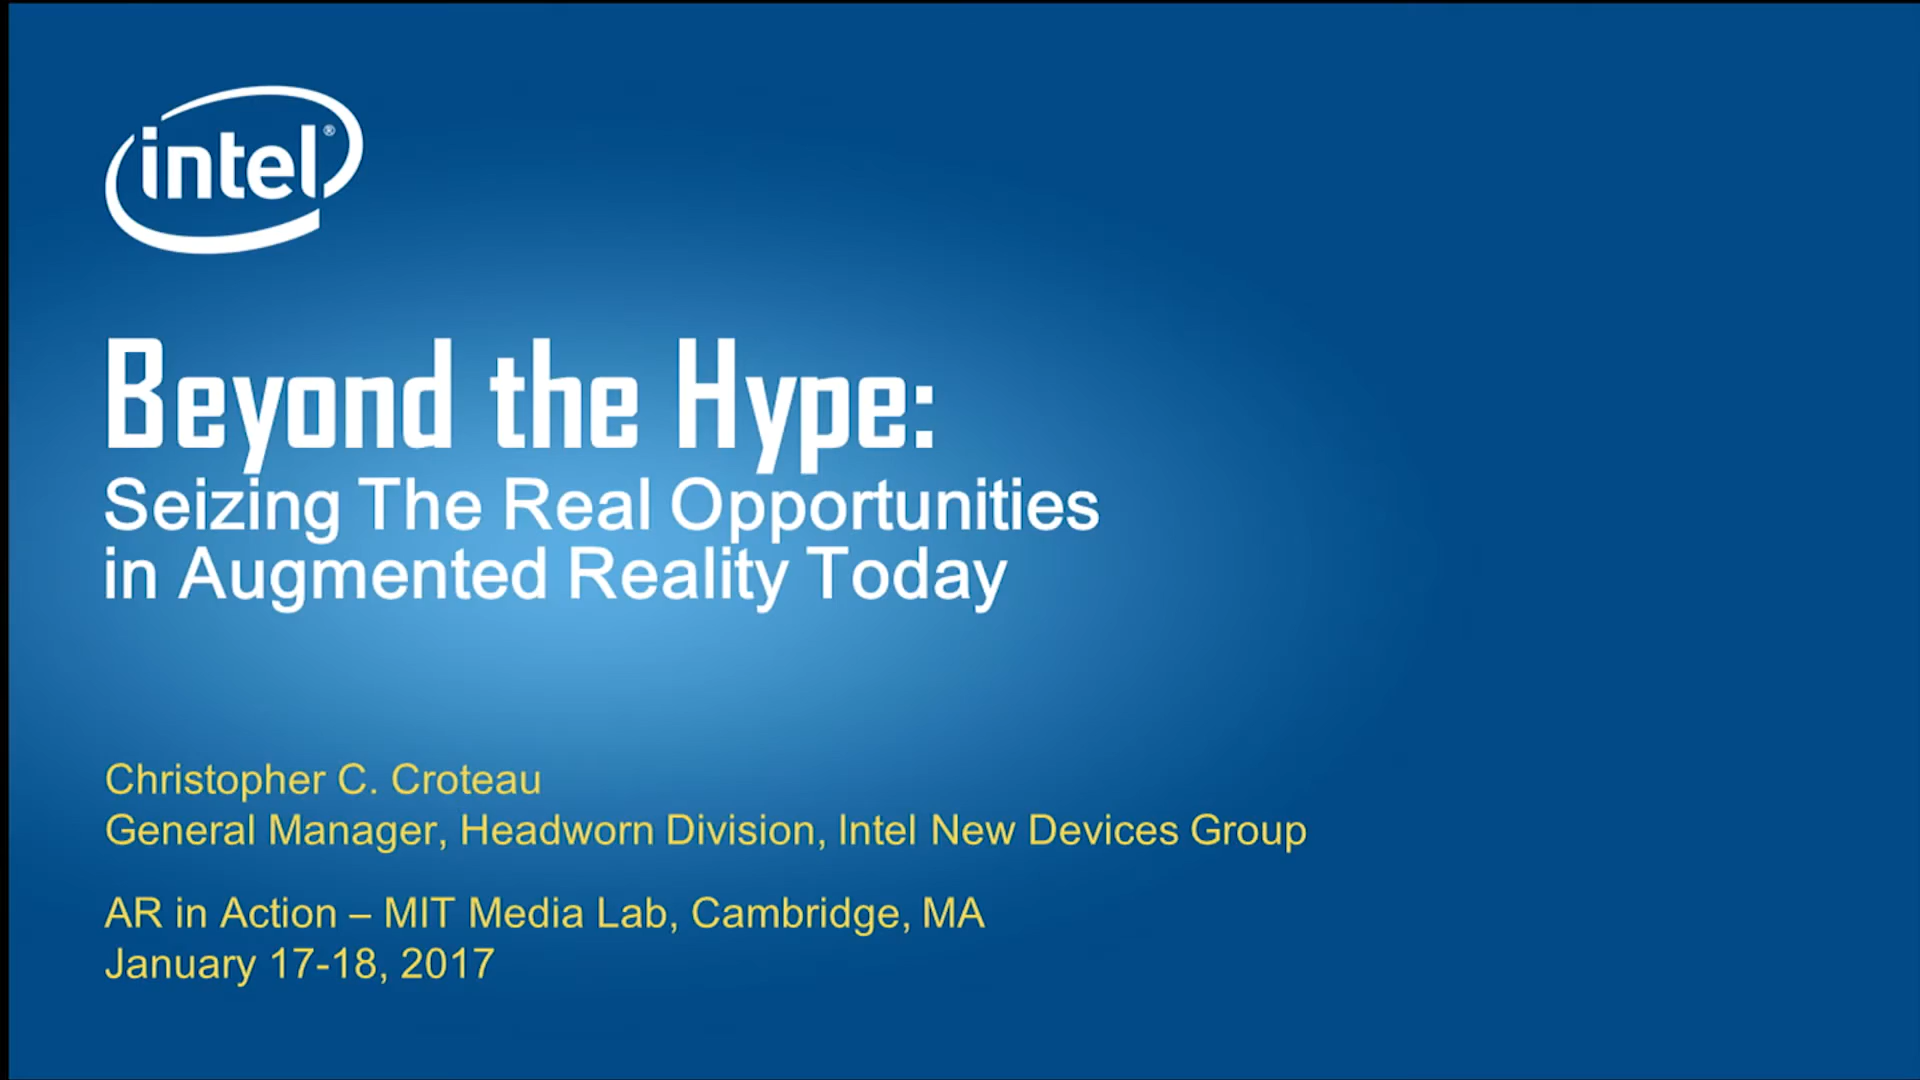 intel®
Beyond the Hype:
Seizing The Real Opportunities
in Augmented Reality Today
Christopher C. Croteau
General Manager, Headworn Division, Intel New Devices Group
AR in Action – MIT Media Lab, Cambridge, MA
January 17-18, 2017